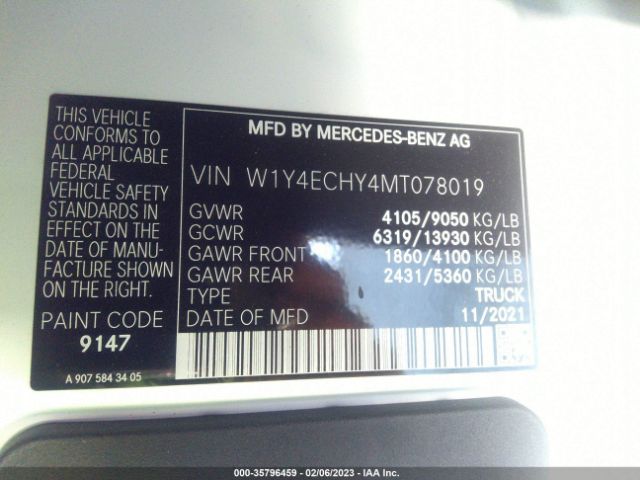 THIS VEHICLE
CONFORMS TO
ALL APPLICABLE
FEDERAL
VEHICLE SAFETY
STANDARDS IN
EFFECT ON THE
DATE OF MANU-
FACTURE SHOWN
ON THE RIGHT.
PAINT CODE
9147
A 907 584 34 05
MFD BY MERCEDES-BENZ AG
VIN W1Y4ECHY4MT078019
GVWR 4105/9050 KG/LB
GCWR 6319/13930 KG/LB
GAWR FRONT 1860/4100 KG/LB
GAWR REAR 2431/5360 KG/LB
TYPE TRUCK
DATE OF MFD 11/2021
000-35796459 - 02/06/2023 - IAA Inc.